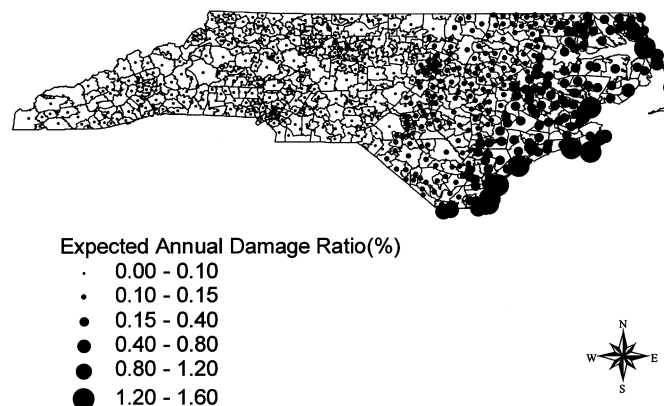 Expected Annual Damage Ratio(%)
0.00 - 0.10
0.10 - 0.15
0.15 - 0.40
0.40 - 0.80
0.80 - 1.20
1.20 - 1.60
N
W E
S